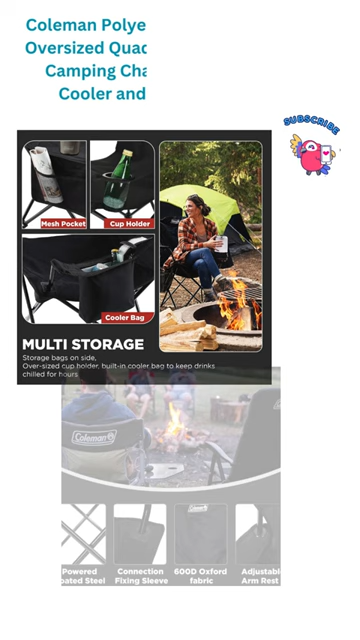 Coleman Polye
Oversized Quad
Camping Cha
Cooler and
SUBSCRIBE
Mesh Pocket
Cup Holder
Cooler Bag
MULTI STORAGE
Storage bags on side,
Over-sized cup holder, built-in cooler bag to keep drinks
chilled for hours
Coleman
Powered
oated Steel
Connection
Fixing Sleeve
600D Oxford
fabric
Adjustabl
Arm Rest